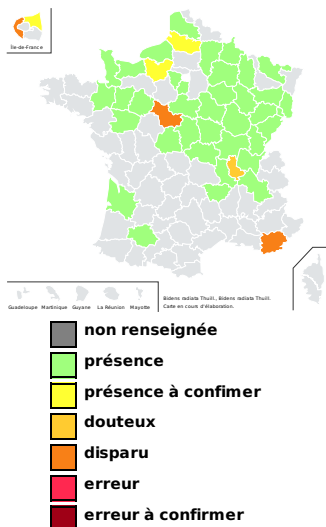 Île-de-France
Guadeloupe Martinique Guyane La Réunion Mayotte
Bidens radiata Thuill., Bidens radiata Thuill.
Carte en cours d'élaboration.
non renseignée
présence
présence à confimer
douteux
disparu
erreur
erreur à confirmer